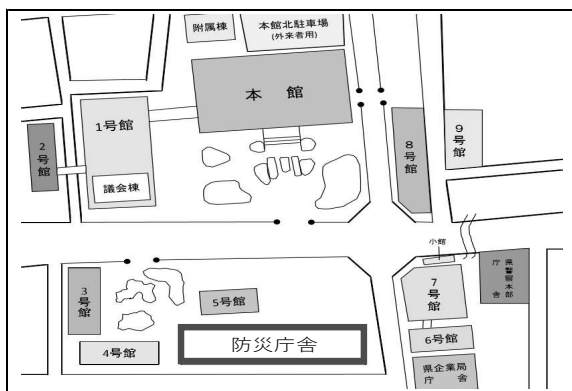 附属棟
本館北駐車場
(外来者用)
本館
1号館
2号館
議会棟
8号館
9号館
小館
県警察本部
庁舎
7号館
3号館
5号館
6号館
防災庁舎
4号館
県企業局
庁舎